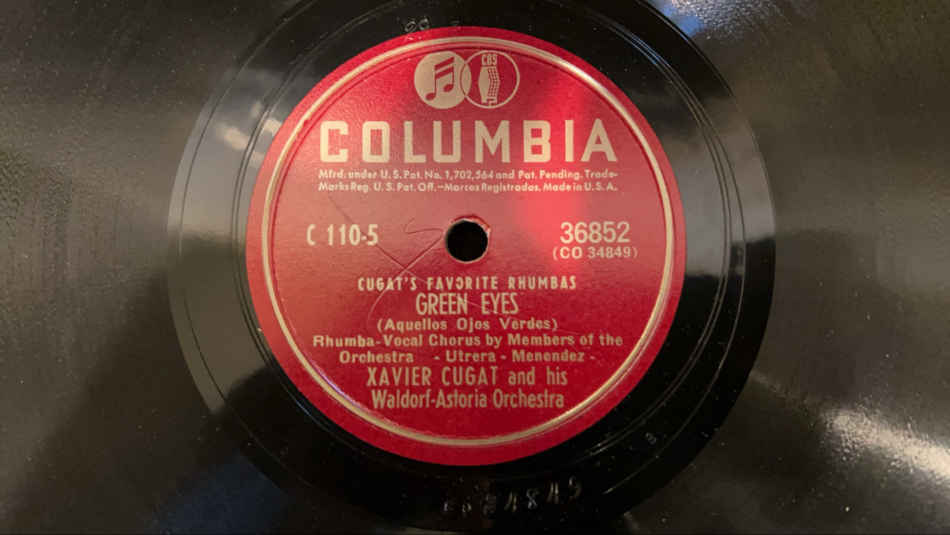 CBS
COLUMBIA
Mfrd. under U.S. Pat. No. 1,702,564 and Pat. Pending. Trade-
Marks Reg. U.S. Pat. Off.-Marcas Registradas. Made in U.S.A.
C 110-5
36852
(CO 34849)
CUGAT'S FAVORITE RHUMBAS
GREEN EYES
(Aquellos Ojos Verdes)
Rhumba-Vocal Chorus by Members of the
Orchestra - Utrera - Menendez -
XAVIER CUGAT and his
Waldorf-Astoria Orchestra